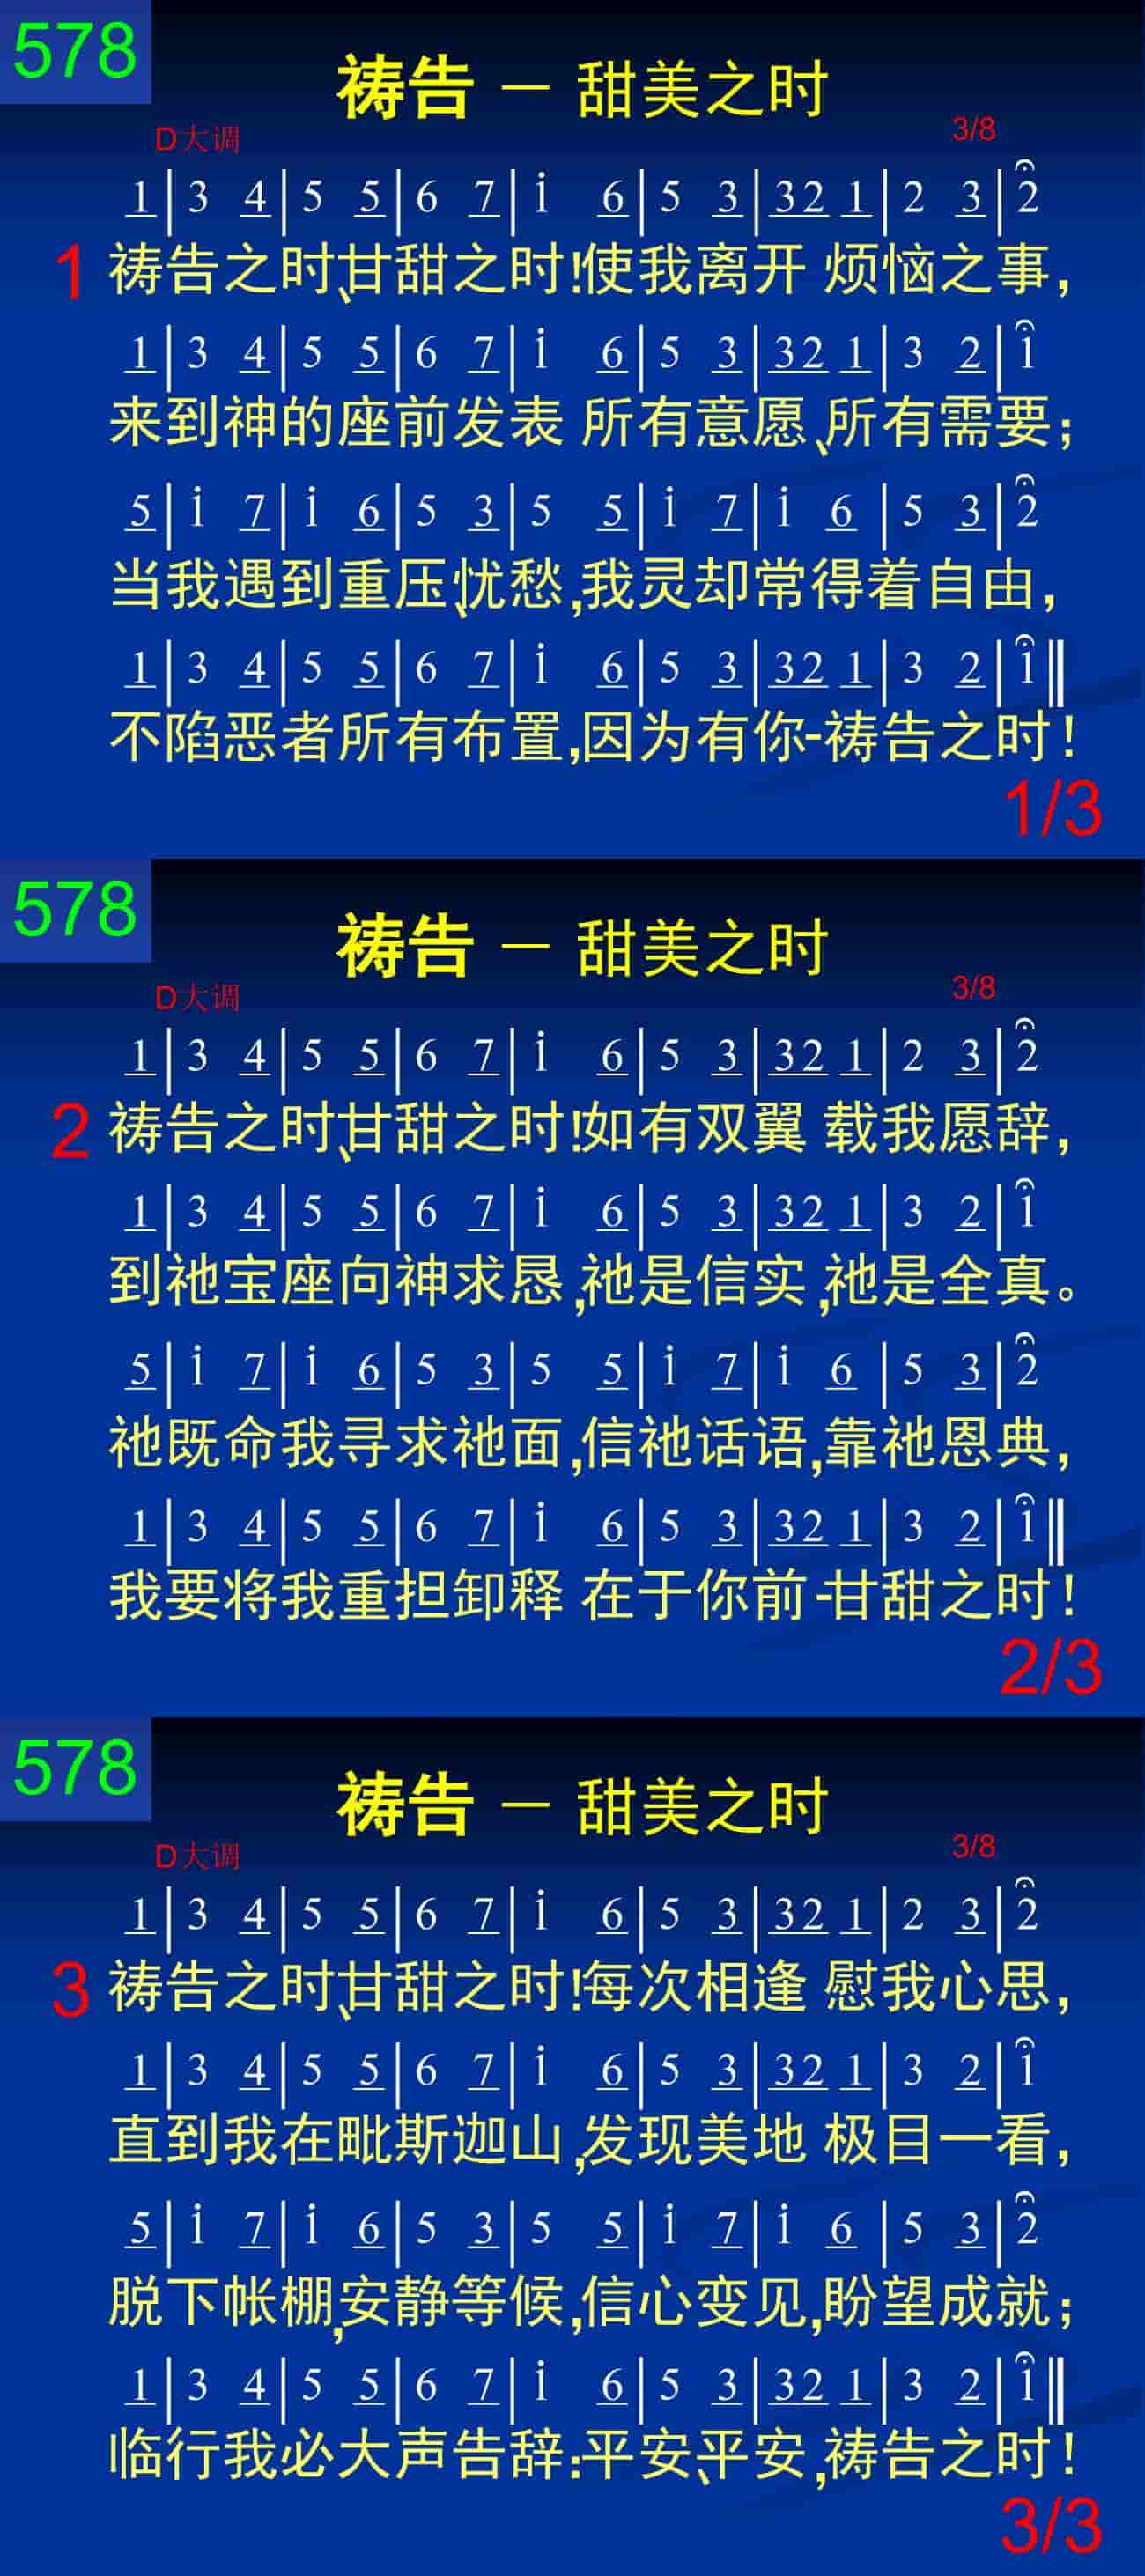 578
祷告 — 甜美之时
D大调 3/8
1|3 4|5 5|6 7|i 6|5 3|32 1|2 3|2
1 祷告之时、甘甜之时!使我离开 烦恼之事,
1|3 4|5 5|6 7|i 6|5 3|32 1|3 2|1
来到神的座前发表 所有意愿、所有需要;
5|i 7|i 6|5 3|5 5|i 7|i 6|5 3|2
当我遇到重压、忧愁,我灵却常得着自由,
1|3 4|5 5|6 7|i 6|5 3|32 1|3 2|1‖
不陷恶者所有布置,因为有你-祷告之时!
1/3
578
祷告 — 甜美之时
D大调 3/8
1|3 4|5 5|6 7|i 6|5 3|32 1|2 3|2
2 祷告之时、甘甜之时!如有双翼 载我愿辞,
1|3 4|5 5|6 7|i 6|5 3|32 1|3 2|1
到祂宝座向神求恳,祂是信实,祂是全真。
5|i 7|i 6|5 3|5 5|i 7|i 6|5 3|2
祂既命我寻求祂面,信祂话语,靠祂恩典,
1|3 4|5 5|6 7|i 6|5 3|32 1|3 2|1‖
我要将我重担卸释 在于你前-甘甜之时!
2/3
578
祷告 — 甜美之时
D大调 3/8
1|3 4|5 5|6 7|i 6|5 3|32 1|2 3|2
3 祷告之时、甘甜之时!每次相逢 慰我心思,
1|3 4|5 5|6 7|i 6|5 3|32 1|3 2|1
直到我在毗斯迦山,发现美地 极目一看,
5|i 7|i 6|5 3|5 5|i 7|i 6|5 3|2
脱下帐棚,安静等候,信心变见,盼望成就;
1|3 4|5 5|6 7|i 6|5 3|32 1|3 2|1‖
临行我必大声告辞:平安、平安,祷告之时!
3/3